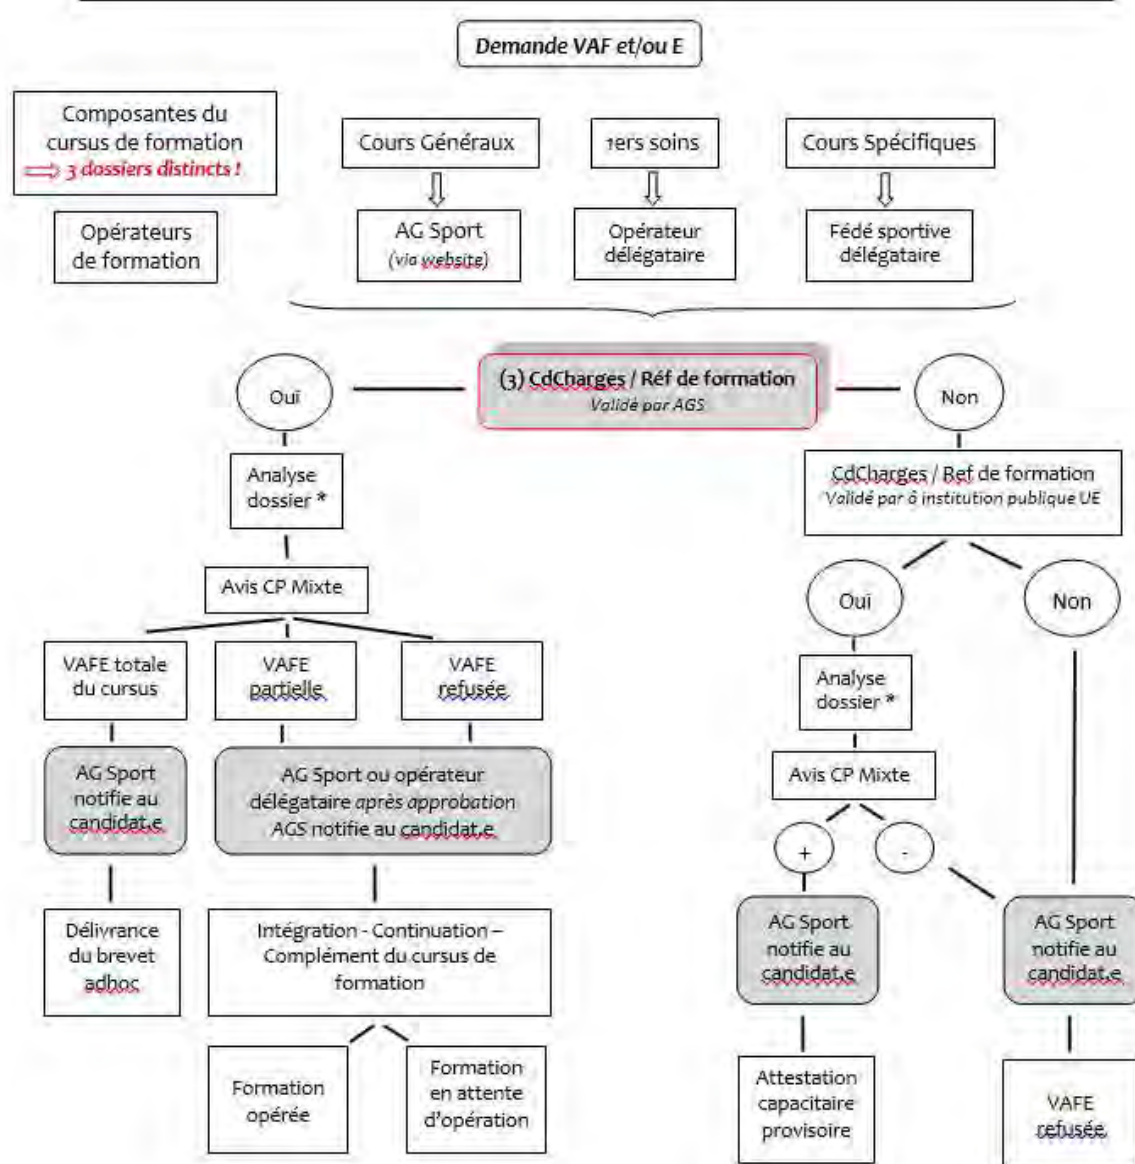 Demande VAF et/ou E
Composantes du
cursus de formation
⇨ 3 dossiers distincts !
Cours Généraux
1ers soins
Cours Spécifiques
Opérateurs
de formation
AG Sport
(via website)
Opérateur
délégataire
Fédé sportive
délégataire
(3) CdCharges / Réf de formation
Validé par AGS
Oui
Non
Analyse
dossier *
CdCharges / Ref de formation
Validé par ô institution publique UE
Avis CP Mixte
Oui
Non
VAFE totale
du cursus
VAFE
partielle
VAFE
refusée
Analyse
dossier *
Avis CP Mixte
AG Sport
notifie au
candidat.e
AG Sport ou opérateur
délégataire après approbation
AGS notifie au candidat.e
+
-
Délivrance
du brevet
adhoc
Intégration - Continuation –
Complément du cursus de
formation
AG Sport
notifie au
candidat.e
AG Sport
notifie au
candidat.e
Formation
opérée
Formation
en attente
d'opération
Attestation
capacitaire
provisoire
VAFE
refusée